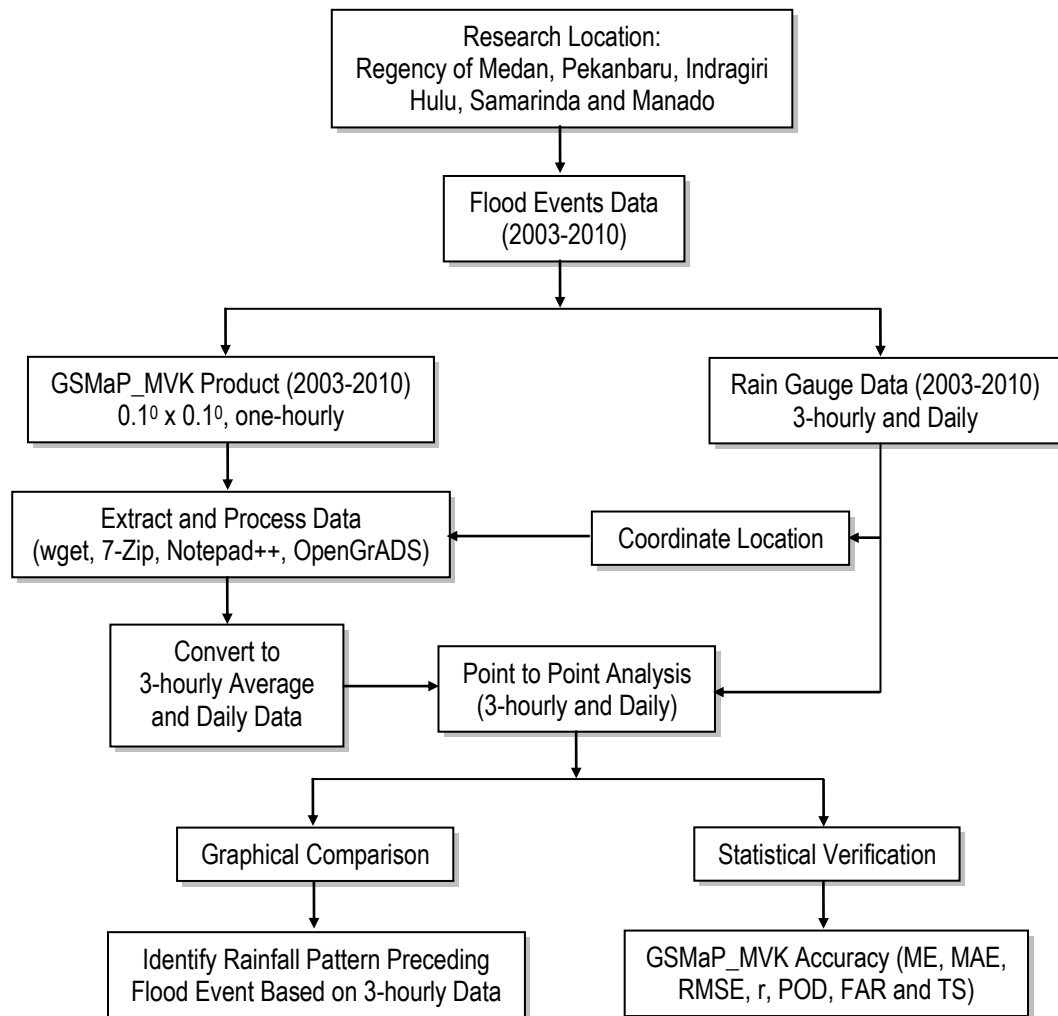 Research Location:
Regency of Medan, Pekanbaru, Indragiri
Hulu, Samarinda and Manado
Flood Events Data
(2003-2010)
GSMaP_MVK Product (2003-2010)
0.1⁰ x 0.1⁰, one-hourly
Rain Gauge Data (2003-2010)
3-hourly and Daily
Extract and Process Data
(wget, 7-Zip, Notepad++, OpenGrADS)
Coordinate Location
Convert to
3-hourly Average
and Daily Data
Point to Point Analysis
(3-hourly and Daily)
Graphical Comparison
Statistical Verification
Identify Rainfall Pattern Preceding
Flood Event Based on 3-hourly Data
GSMaP_MVK Accuracy (ME, MAE,
RMSE, r, POD, FAR and TS)